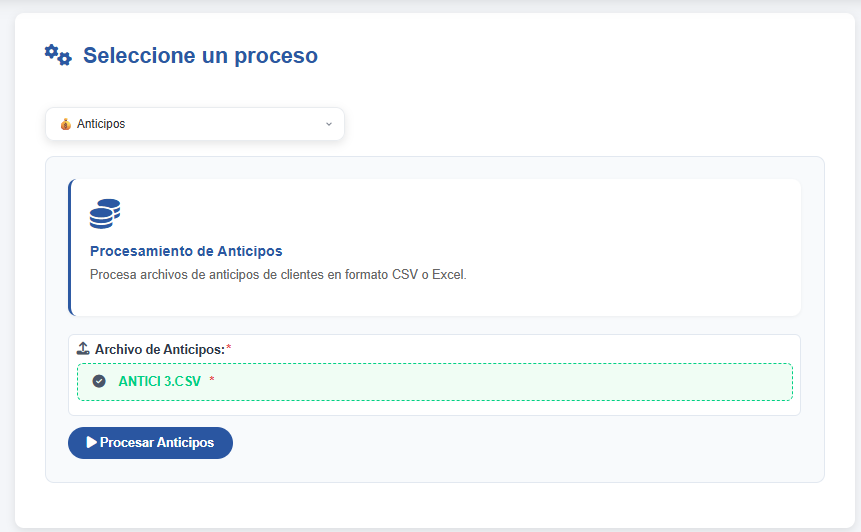 Seleccione un proceso
Anticipos
Procesamiento de Anticipos
Procesa archivos de anticipos de clientes en formato CSV o Excel.
Archivo de Anticipos:*
ANTICI 3.CSV *
Procesar Anticipos